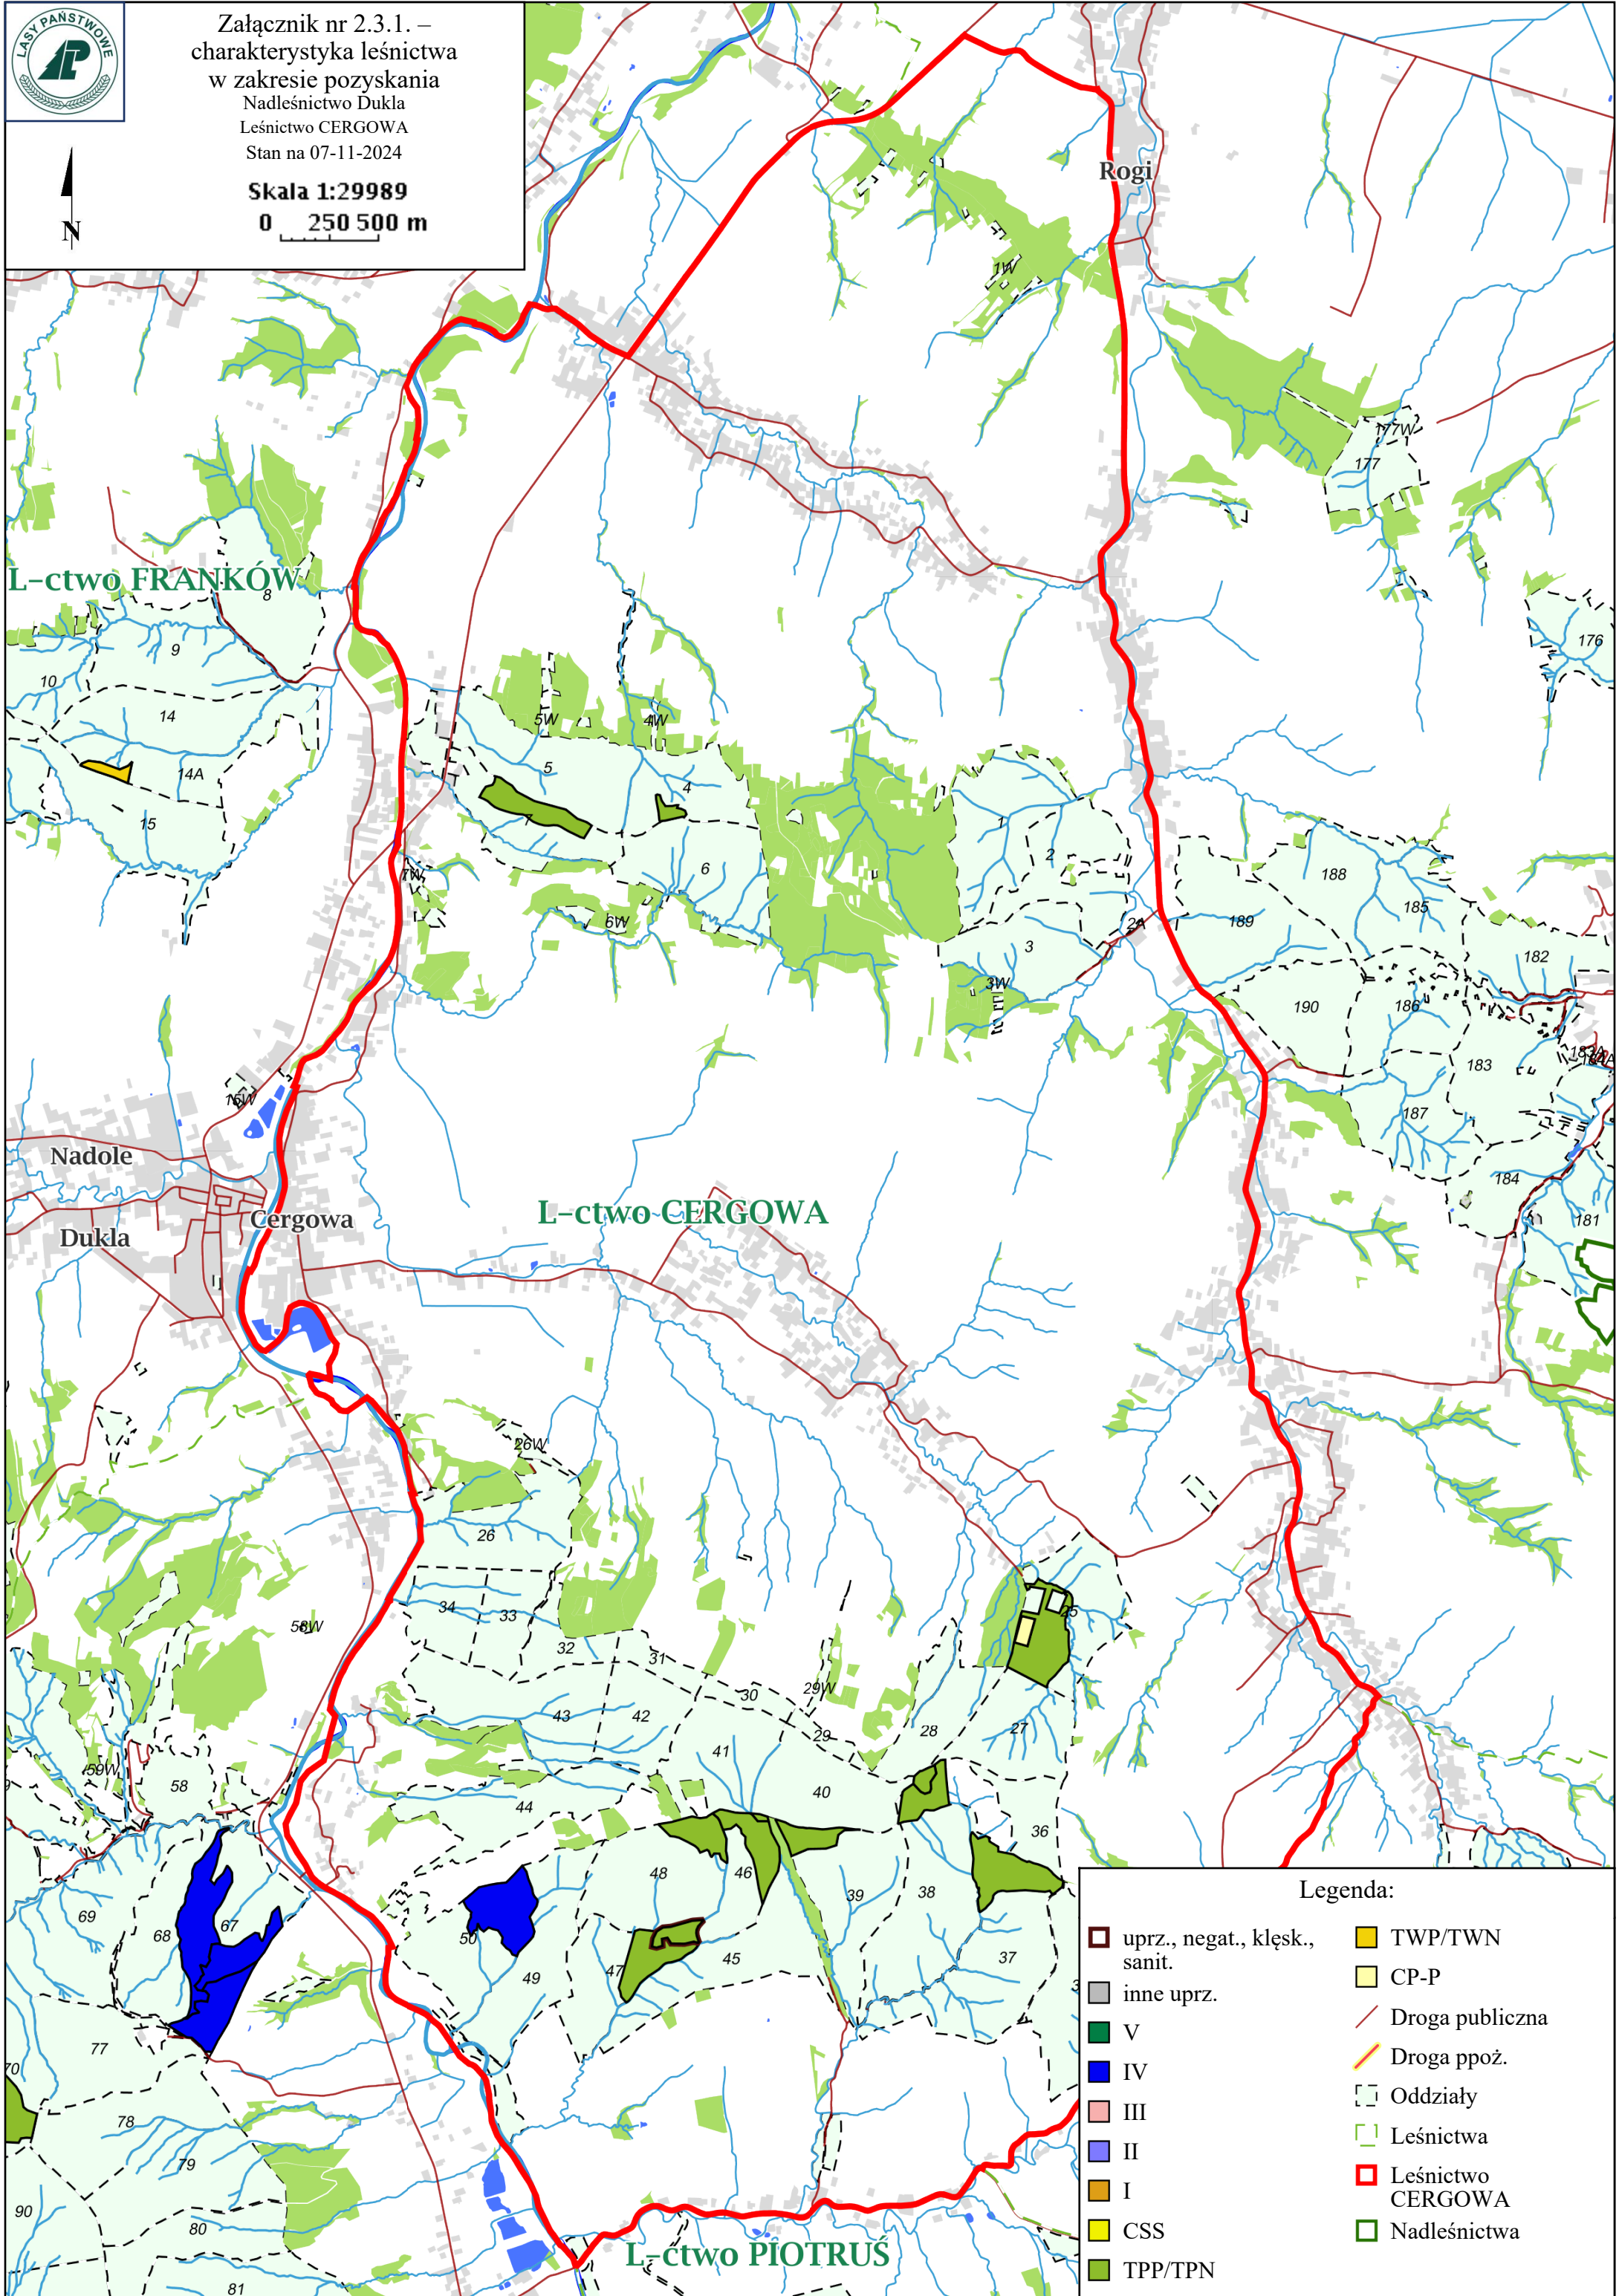 LASY PAŃSTWOWE
Załącznik nr 2.3.1. –
charakterystyka leśnictwa
w zakresie pozyskania
Nadleśnictwo Dukla
Leśnictwo CERGOWA
Stan na 07-11-2024
Skala 1:29989
0 250 500 m
N
Rogi
1W
177W
177
L-ctwo FRANKÓW
8
9
176
10
14
5W
4W
14A
5
4
15
7
1
2
6
7W
188
185
6W
2A
189
3
182
3W
190
186
183
183A
15W
187
Nadole
184
L-ctwo CERGOWA
Cergowa
181
Dukla
26W
26
34
33
25
58W
32
31
30
29W
43
42
28
27
29
41
59W
58
40
44
36
48
46
39
38
69
67
68
50
45
37
47
49
77
70
78
79
90
80
81
L-ctwo PIOTRUŚ
Legenda:
uprz., negat., klęsk.,
sanit.
inne uprz.
V
IV
III
II
I
CSS
TPP/TPN
TWP/TWN
CP-P
Droga publiczna
Droga ppoż.
Oddziały
Leśnictwa
Leśnictwo
CERGOWA
Nadleśnictwa